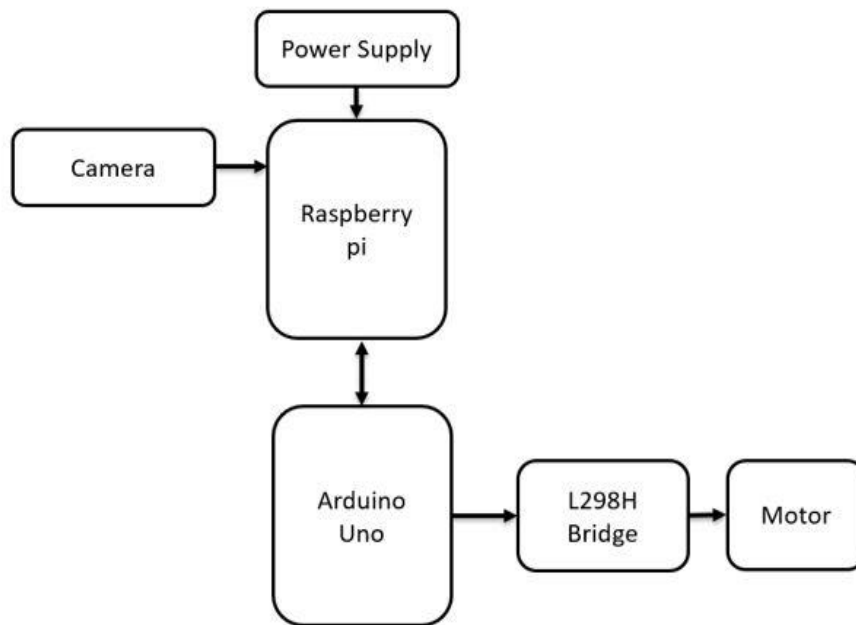 Power Supply
Camera
Raspberry
pi
Arduino
Uno
L298H
Bridge
Motor